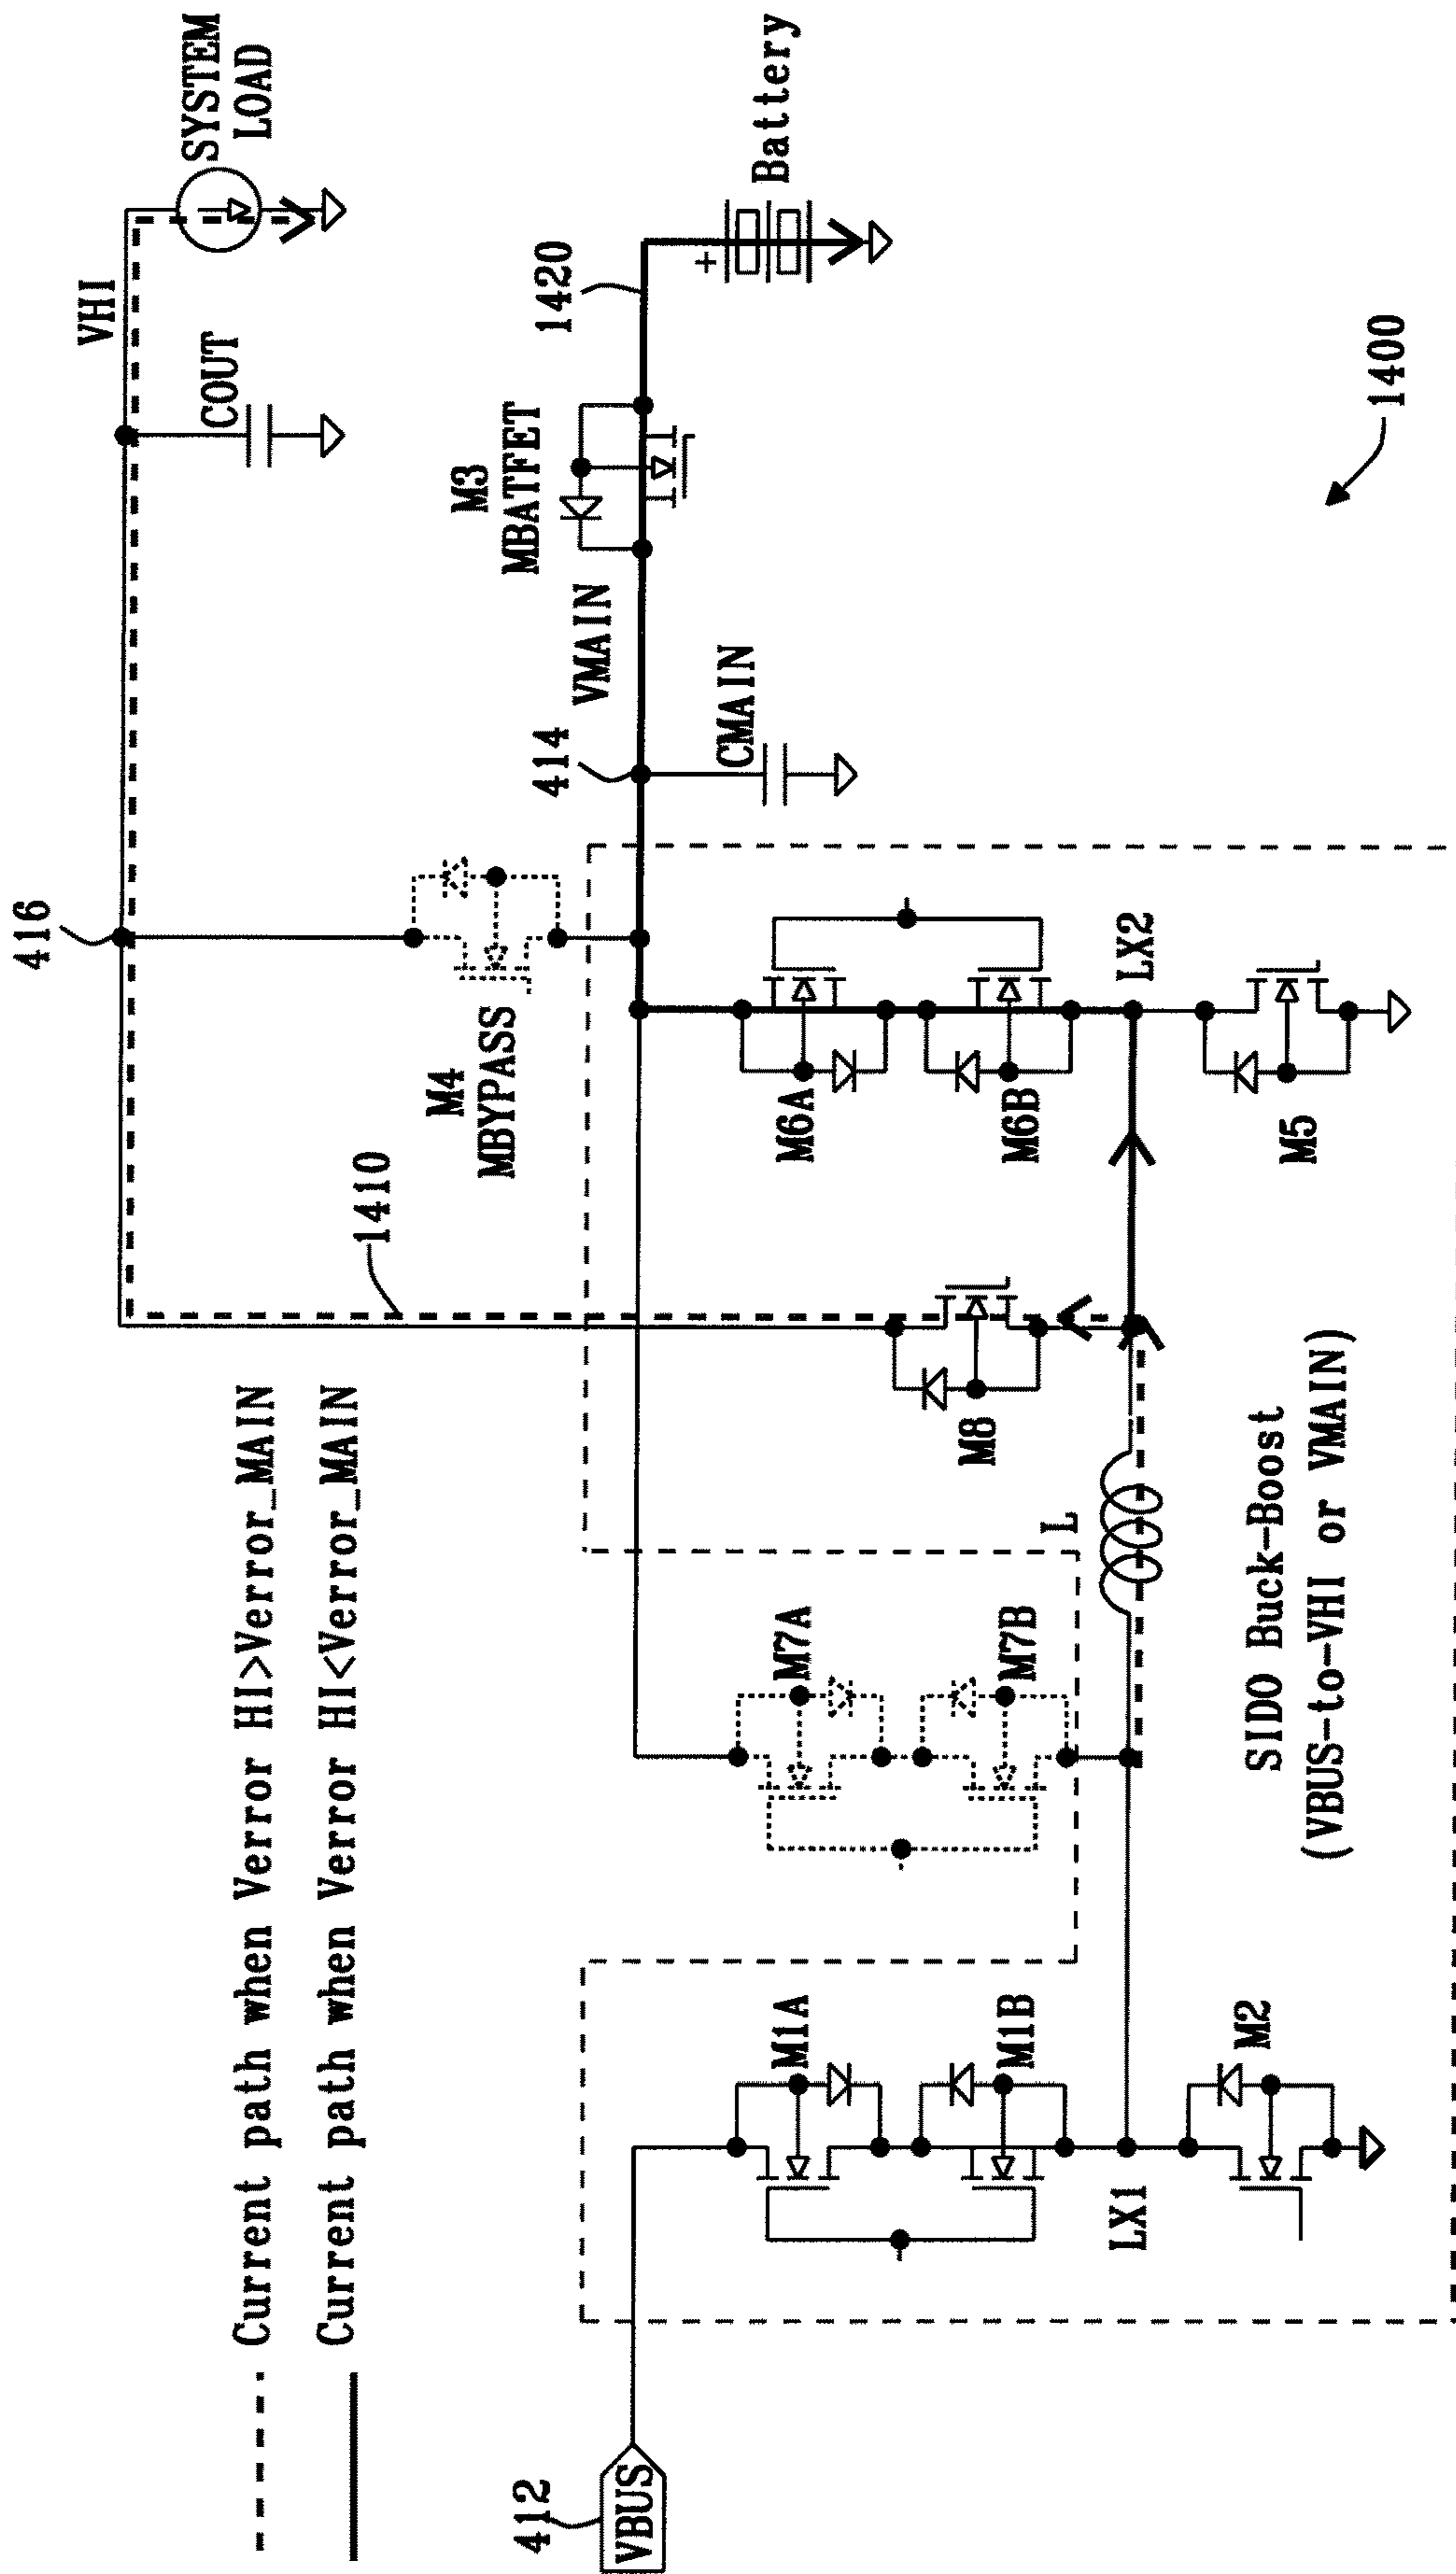 Current path when Verror HI>Verror_MAIN
Current path when Verror HI<Verror_MAIN
416
VHI
SYSTEM
LOAD
COUT
1410
M4
MBYPASS
M3
MBATFET
1420
412
VBUS
414
VMAIN
CMAIN
Battery
+
M1A
M7A
M6A
M8
M1B
M7B
M6B
L
LX1
LX2
M2
M5
SIDO Buck-Boost
(VBUS-to-VHI or VMAIN)
1400